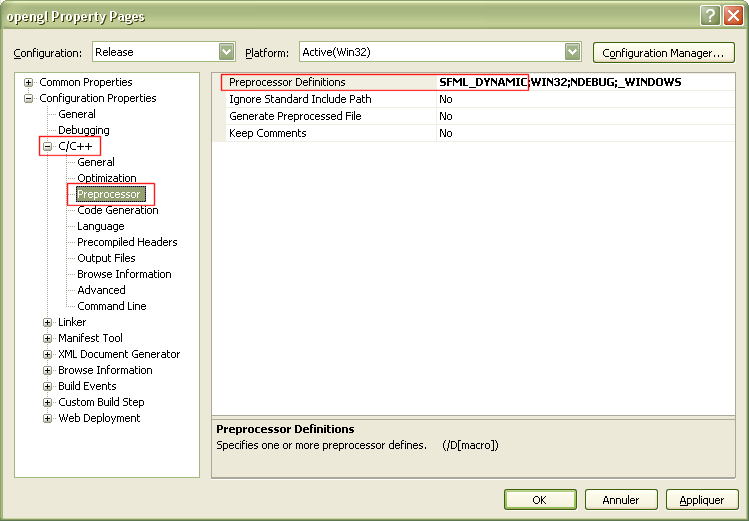 opengl Property Pages
Configuration: Release Platform: Active(Win32) Configuration Manager...
Common Properties
Configuration Properties
General
Debugging
C/C++
General
Optimization
Preprocessor
Code Generation
Language
Precompiled Headers
Output Files
Browse Information
Advanced
Command Line
Linker
Manifest Tool
XML Document Generator
Browse Information
Build Events
Custom Build Step
Web Deployment
Preprocessor Definitions SFML_DYNAMIC;WIN32;NDEBUG;_WINDOWS
Ignore Standard Include Path No
Generate Preprocessed File No
Keep Comments No
Preprocessor Definitions
Specifies one or more preprocessor defines. (/D[macro])
OK Annuler Appliquer